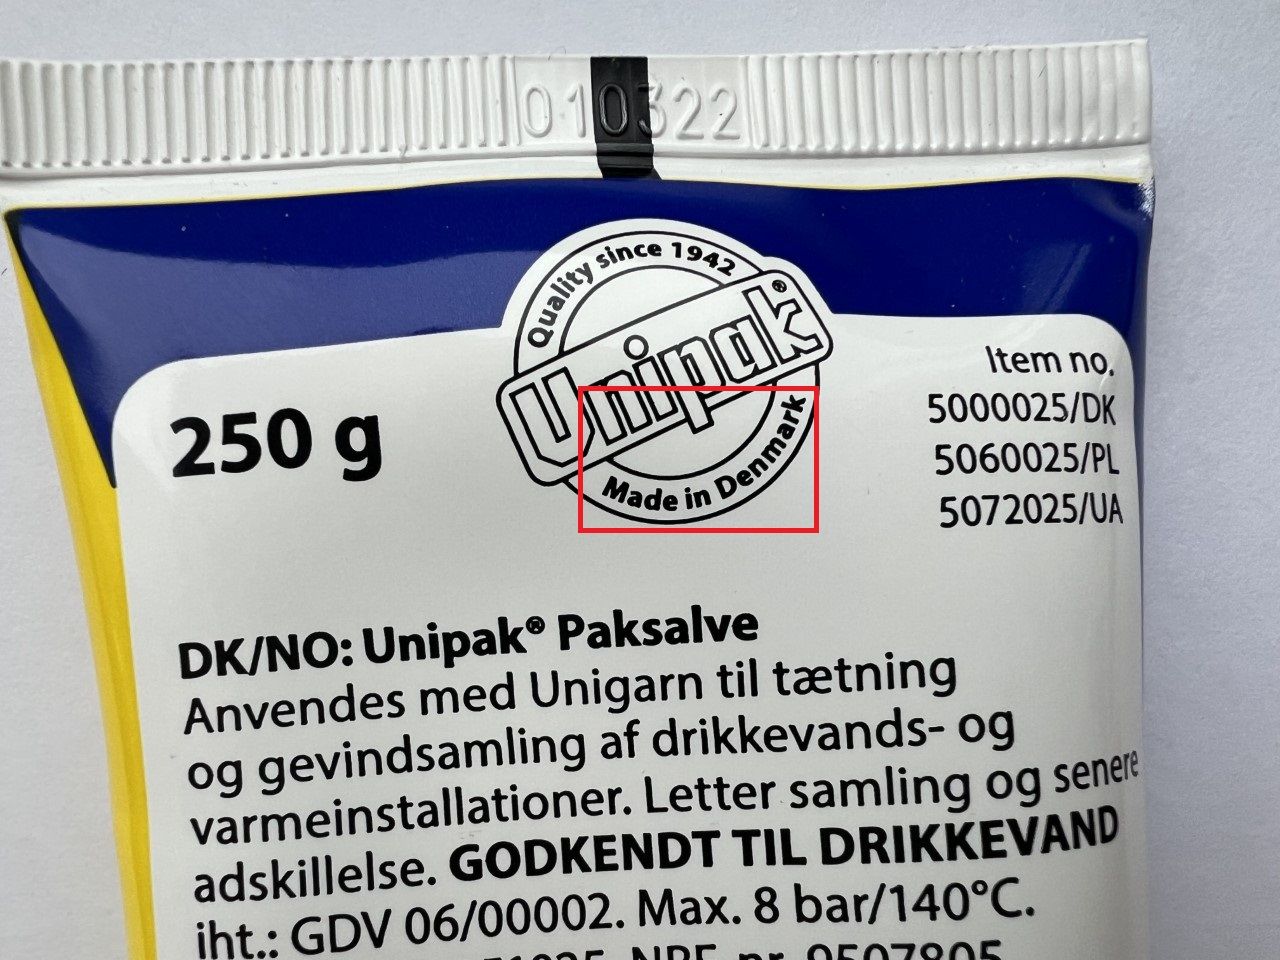 010322
Quality since 1942
Unipak®
Made in Denmark
250 g
Item no.
5000025/DK
5060025/PL
5072025/UA
DK/NO: Unipak® Paksalve
Anvendes med Unigarn til tætning
og gevindsamling af drikkevands- og
varmeinstallationer. Letter samling og senere
adskillelse. GODKENDT TIL DRIKKEVAND
iht.: GDV 06/00002. Max. 8 bar/140°C.
nr. 9507805